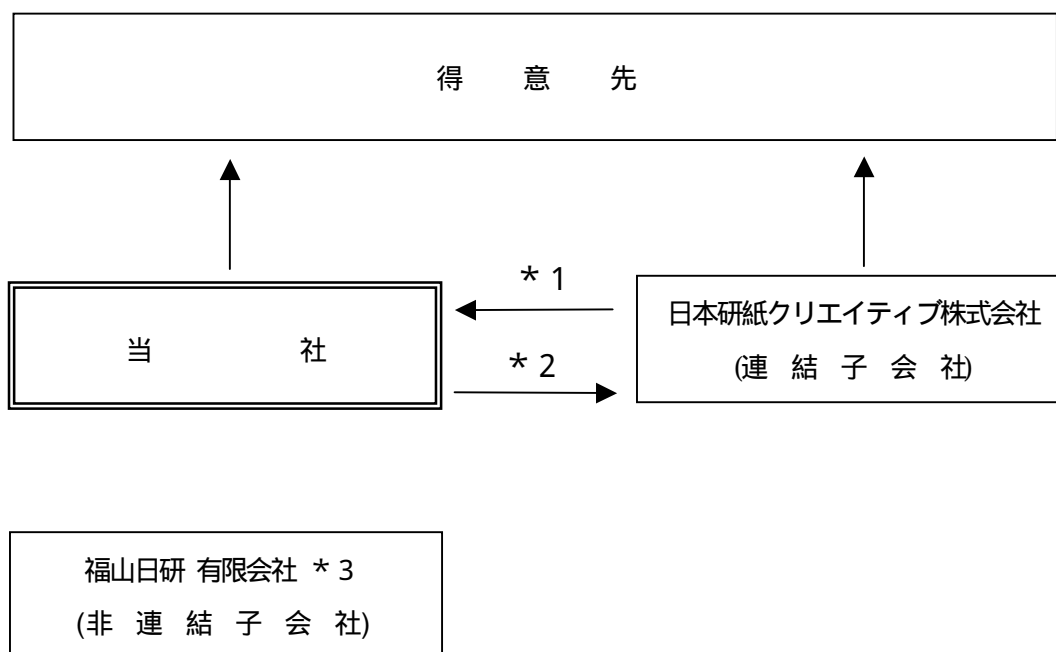 得 意 先
*1
当 社
*2
日本研紙クリエイティブ株式会社
(連 結 子 会 社)
福山日研 有限会社 *3
(非 連 結 子 会 社)